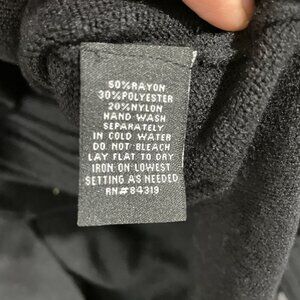 50%RAYON
30%POLYESTER
20%NYLON
HAND WASH
SEPARATELY
IN COLD WATER
DO NOT BLEACH
LAY FLAT TO DRY
IRON ON LOWEST
SETTING AS NEEDED
RN#84319